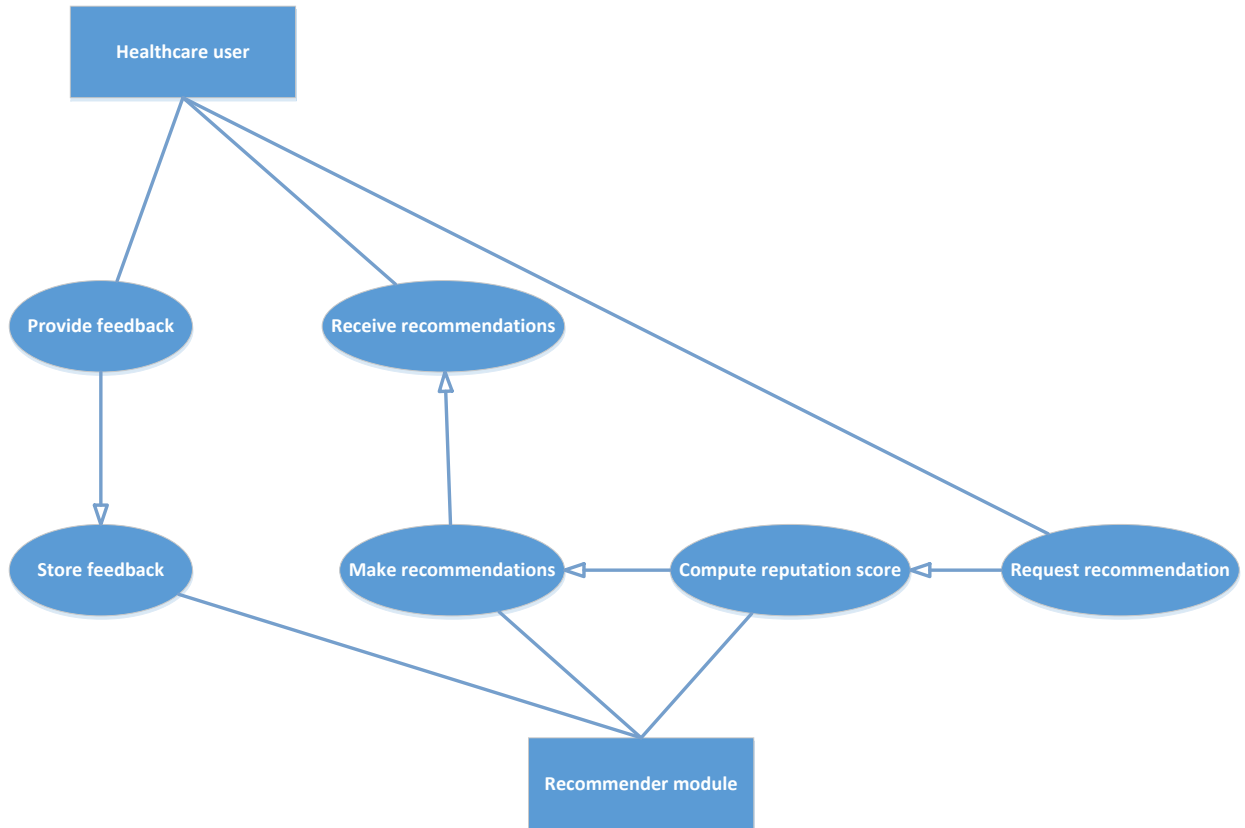 Healthcare user
Provide feedback
Receive recommendations
Store feedback
Make recommendations
Compute reputation score
Request recommendation
Recommender module